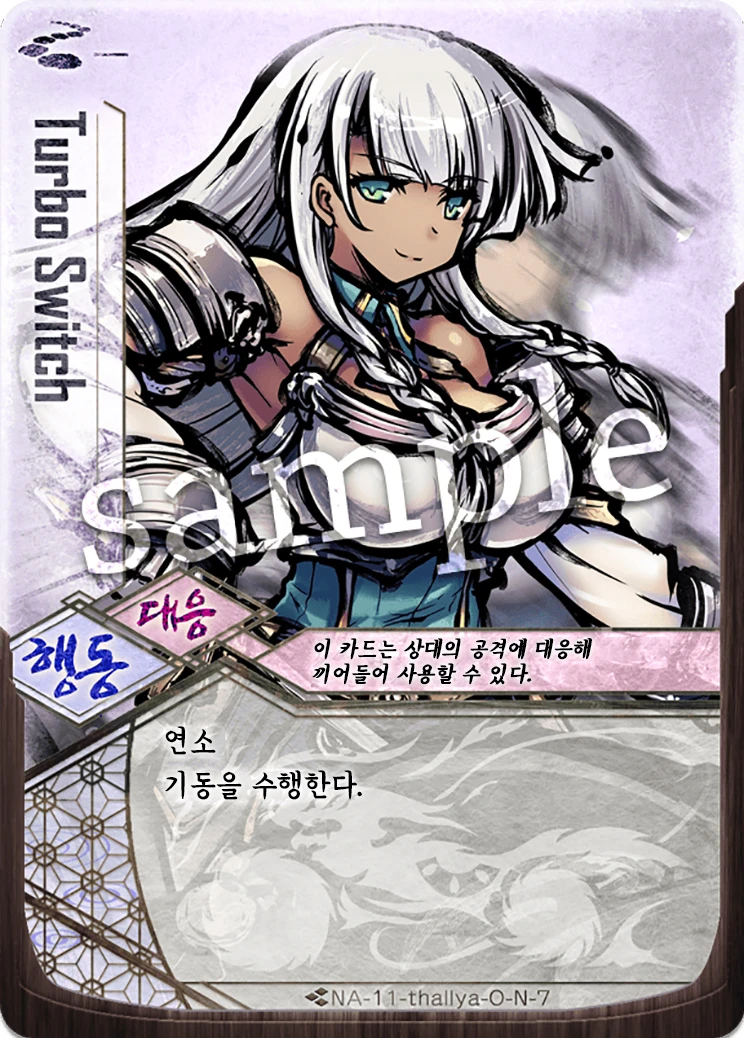 Turbo Switch
sample
대응
행동
이 카드는 상대의 공격에 대응해
끼어들어 사용할 수 있다.
연소
기동을 수행한다.
NA-11-thallya-O-N-7